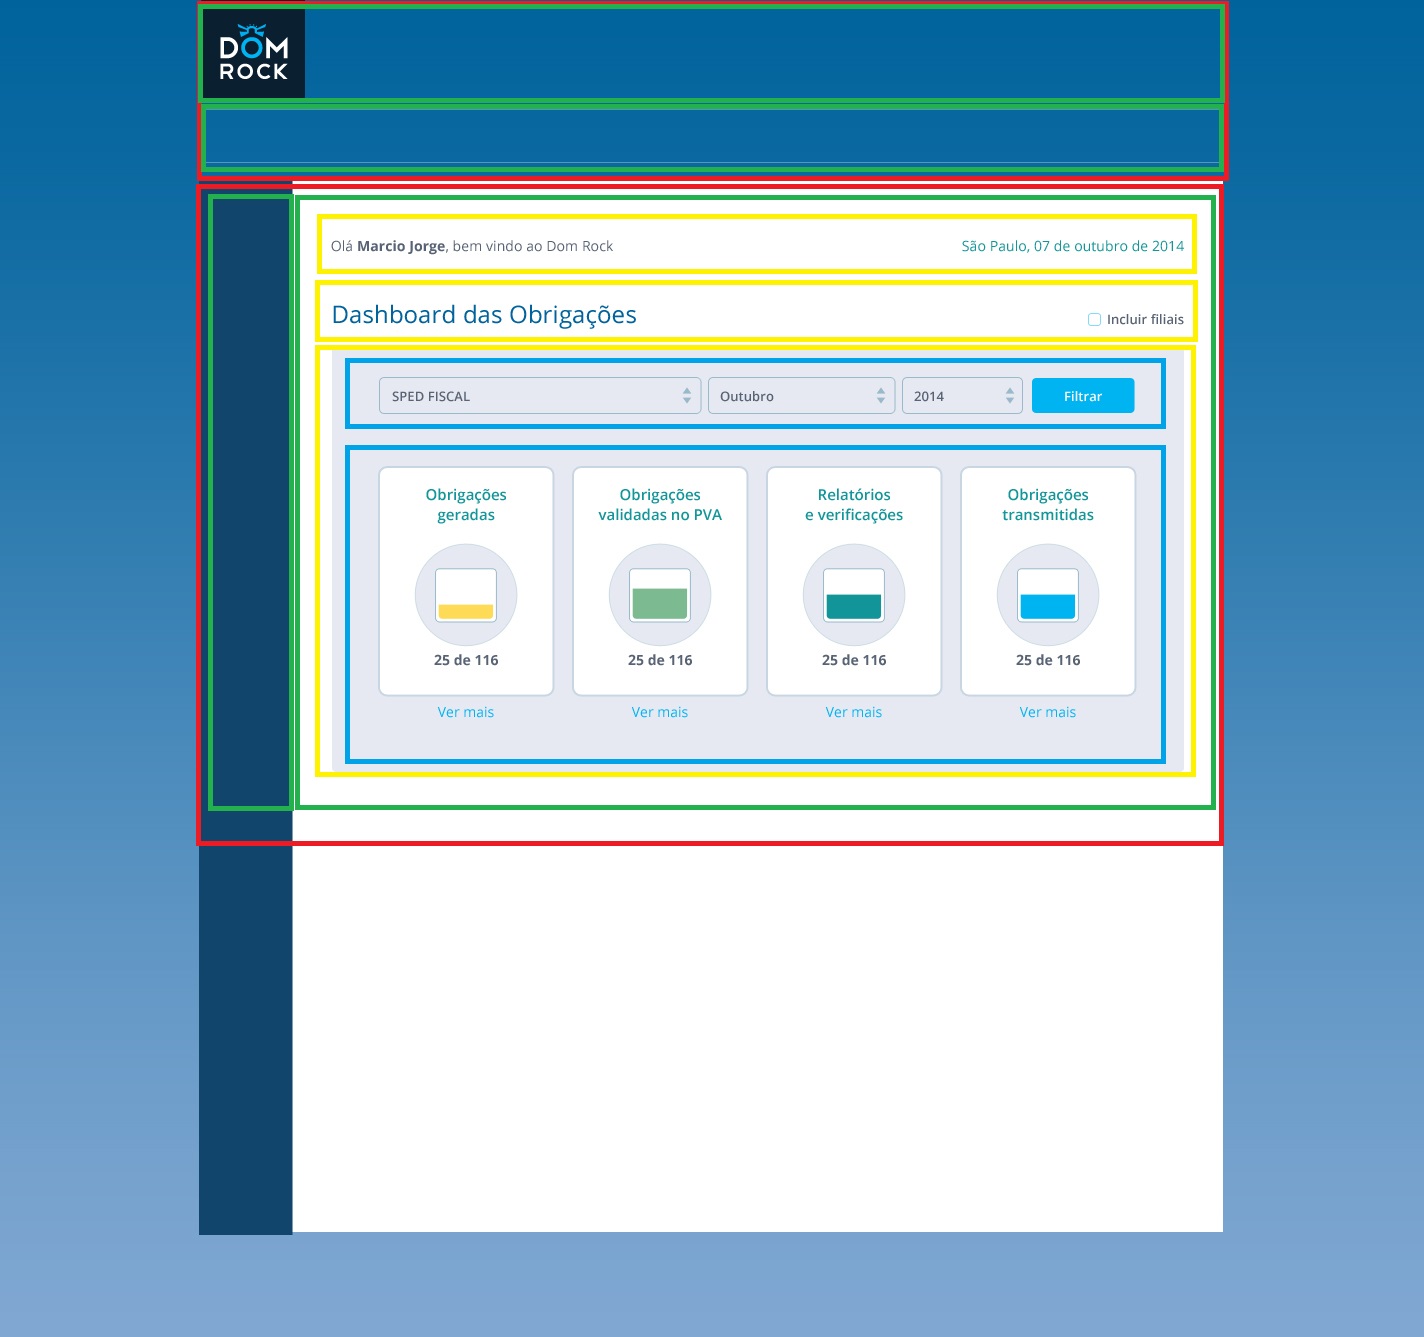 DOM
ROCK
Olá Marcio Jorge, bem vindo ao Dom Rock
São Paulo, 07 de outubro de 2014
Dashboard das Obrigações
Incluir filiais
SPED FISCAL
Outubro
2014
Filtrar
Obrigações
geradas
25 de 116
Ver mais
Obrigações
validadas no PVA
25 de 116
Ver mais
Relatórios
e verificações
25 de 116
Ver mais
Obrigações
transmitidas
25 de 116
Ver mais